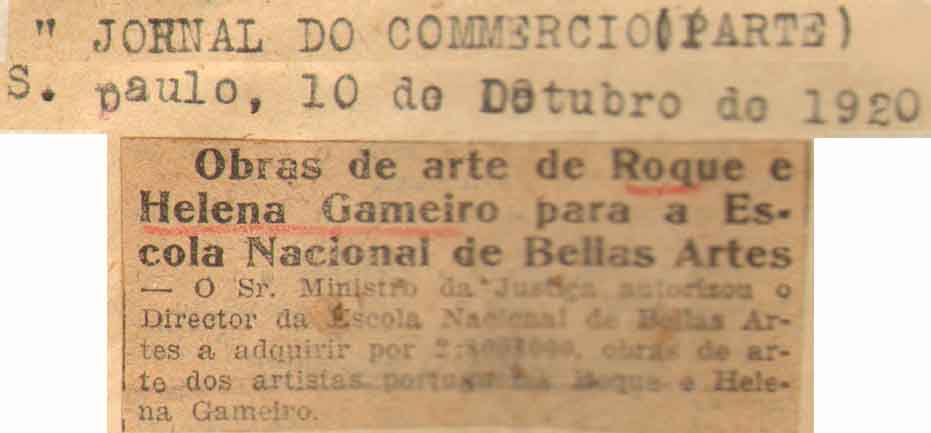 " JORNAL DO COMMERCIO(PARTE)
S. paulo, 10 de Outubro de 1920
Obras de arte de Roque e
Helena Gameiro para a Es-
cola Nacional de Bellas Artes
— O Sr. Ministro da Justiça autorizou o
Director da Escola Nacional de Bellas Ar-
tes a adquirir por obras de ar-
te dos artistas Roque e Hele-
na Gameiro.